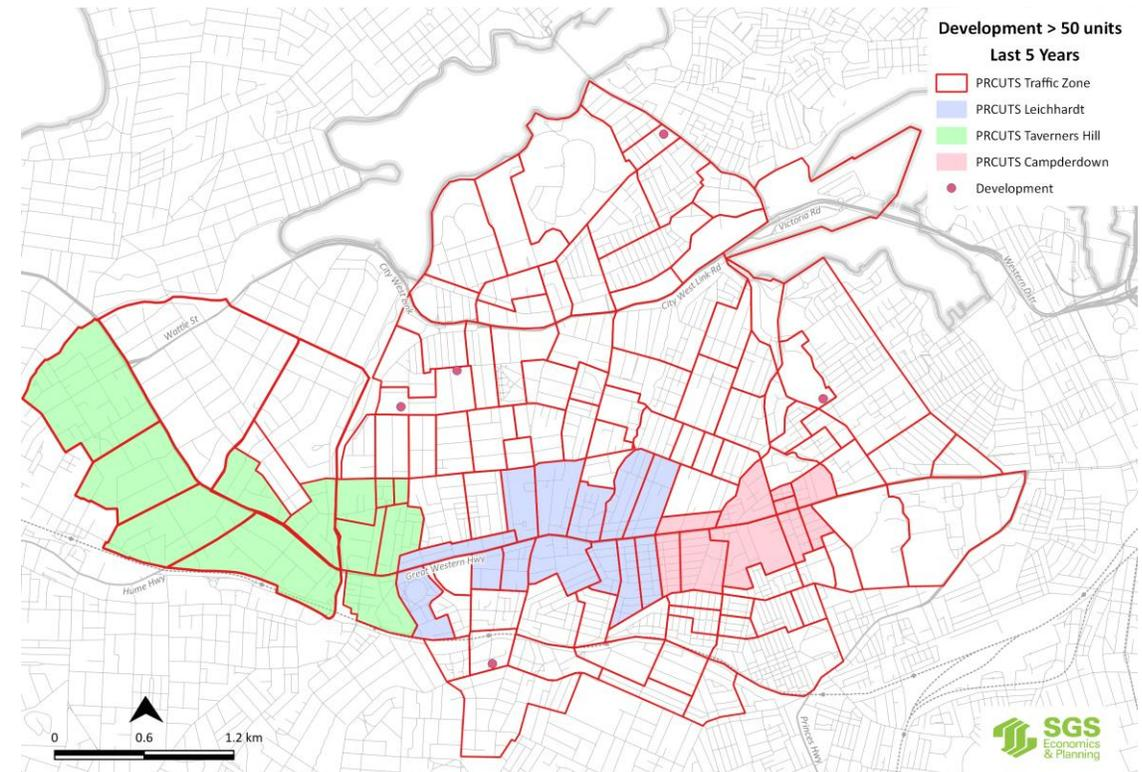 Development > 50 units
Last 5 Years
PRCUTS Traffic Zone
PRCUTS Leichhardt
PRCUTS Taverners Hill
PRCUTS Campderdown
Development
Victoria Rd
City West Link
City West Link Rd
Western Distr
Wattle St
Great Western Hwy
Hume Hwy
Princes Hwy
0 0.6 1.2 km
SGS
Economics
& Planning